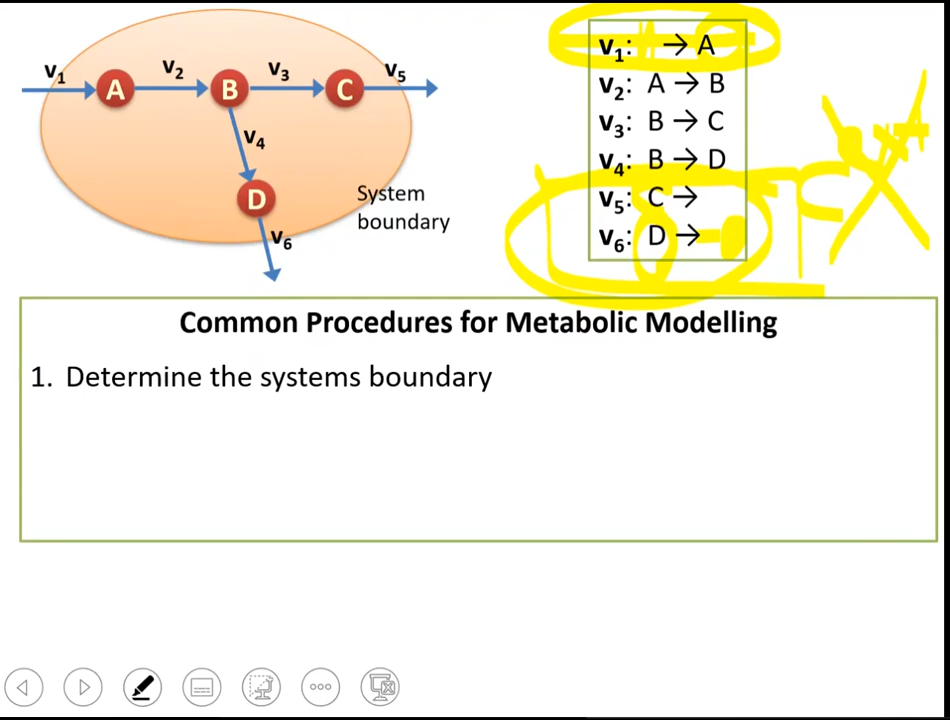 v1 v2 v3 v5
A B C
v4
D
System
boundary
v6
v1: → A
v2: A → B
v3: B → C
v4: B → D
v5: C →
v6: D →
Common Procedures for Metabolic Modelling
1. Determine the systems boundary